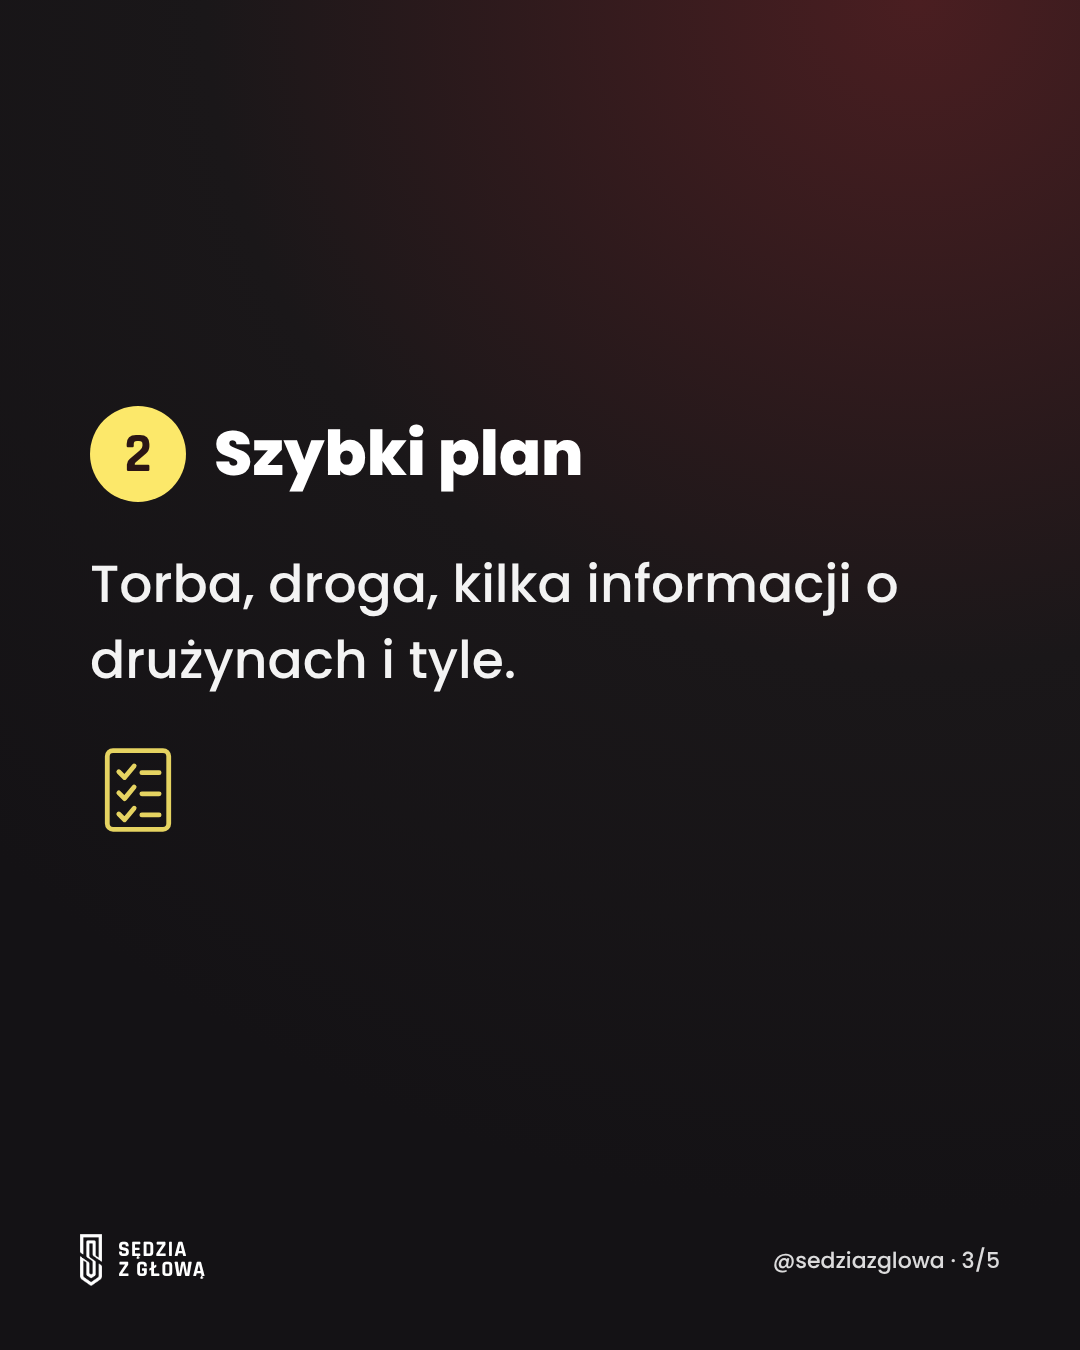 2 Szybki plan
Torba, droga, kilka informacji o
drużynach i tyle.
SĘDZIA
Z GŁOWĄ
@sedziazglowa · 3/5